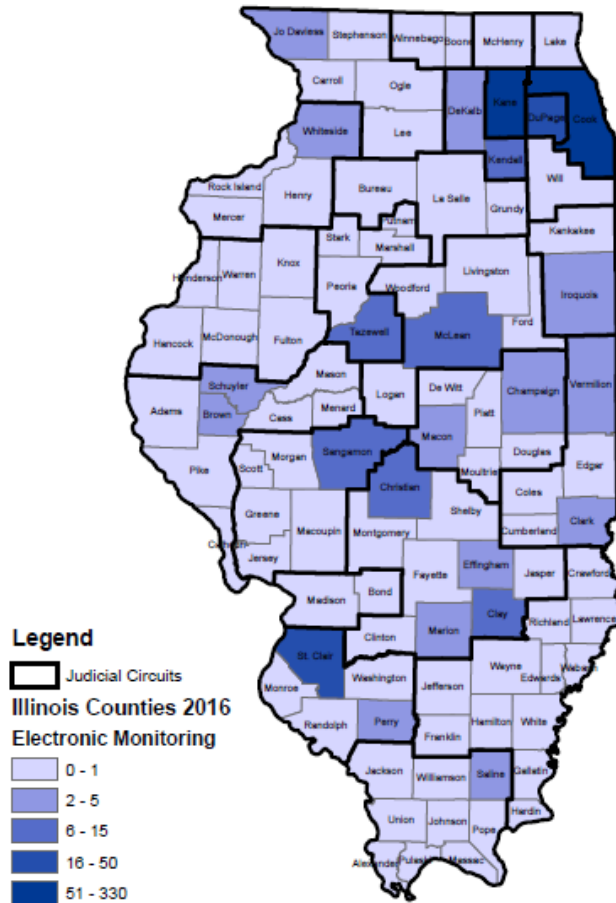 Jo Daviess
Stephenson
Winnebago
Boone
McHenry
Lake
Carroll
Ogle
DeKalb
Kane
DuPage
Cook
Whiteside
Lee
Kendall
Will
Rock Island
Henry
Bureau
La Salle
Grundy
Mercer
Putnam
Kankakee
Stark
Marshall
Knox
Henderson
Warren
Peoria
Woodford
Livingston
Iroquois
Ford
Tazewell
McLean
Hancock
McDonough
Fulton
Mason
Schuyler
Logan
De Witt
Champaign
Vermilion
Adams
Brown
Cass
Menard
Piatt
Macon
Sangamon
Douglas
Pike
Scott
Morgan
Christian
Moultrie
Edgar
Coles
Greene
Shelby
Clark
Macoupin
Montgomery
Cumberland
Jersey
Effingham
Jasper
Crawford
Fayette
Madison
Bond
Clay
Richland
Lawrence
Clinton
Marion
St. Clair
Wayne
Edwards
Wabash
Monroe
Washington
Jefferson
Randolph
Perry
Hamilton
White
Franklin
Jackson
Williamson
Saline
Gallatin
Union
Johnson
Pope
Hardin
Alexander
Pulaski
Massac
Legend
Judicial Circuits
Illinois Counties 2016
Electronic Monitoring
0 - 1
2 - 5
6 - 15
16 - 50
51 - 330